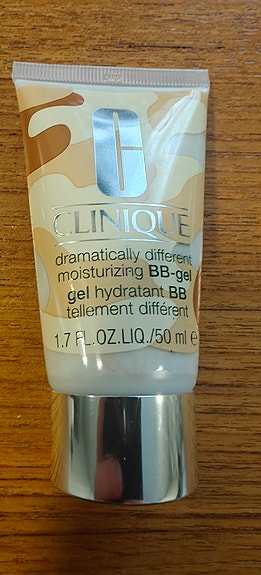 C
CLINIQUE
dramatically different
moisturizing BB-gel
gel hydratant BB
tellement différent
1.7 FL.OZ.LIQ./50 ml e